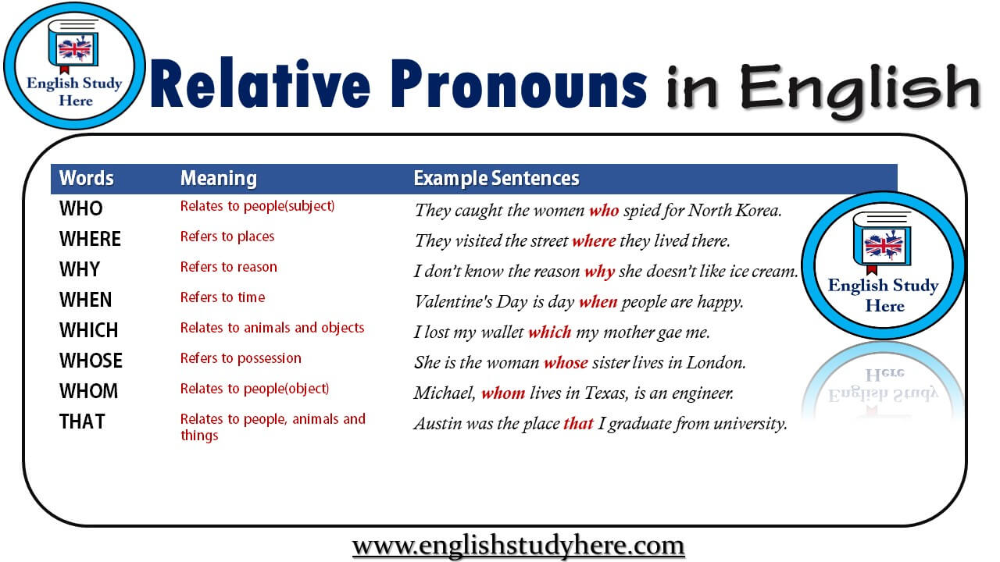 English Study
Here
Relative Pronouns in English
Words Meaning Example Sentences
WHO Relates to people(subject) They caught the women who spied for North Korea.
WHERE Refers to places They visited the street where they lived there.
WHY Refers to reason I don’t know the reason why she doesn’t like ice cream.
WHEN Refers to time Valentine's Day is day when people are happy.
WHICH Relates to animals and objects I lost my wallet which my mother gae me.
WHOSE Refers to possession She is the woman whose sister lives in London.
WHOM Relates to people(object) Michael, whom lives in Texas, is an engineer.
THAT Relates to people, animals and Austin was the place that I graduate from university.
things
English Study
Here
www.englishstudyhere.com